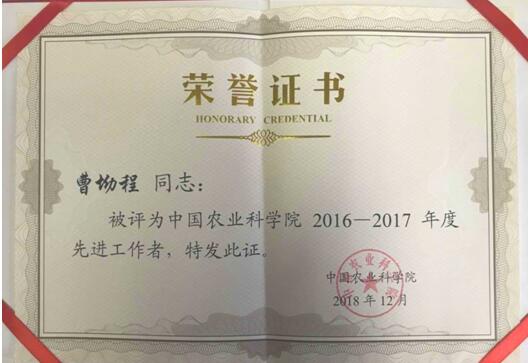 荣誉证书
HONORARY CREDENTIAL
曹坳程 同志：
被评为中国农业科学院 2016—2017 年度
先进工作者，特发此证。
中国农业科学院
2018年12月